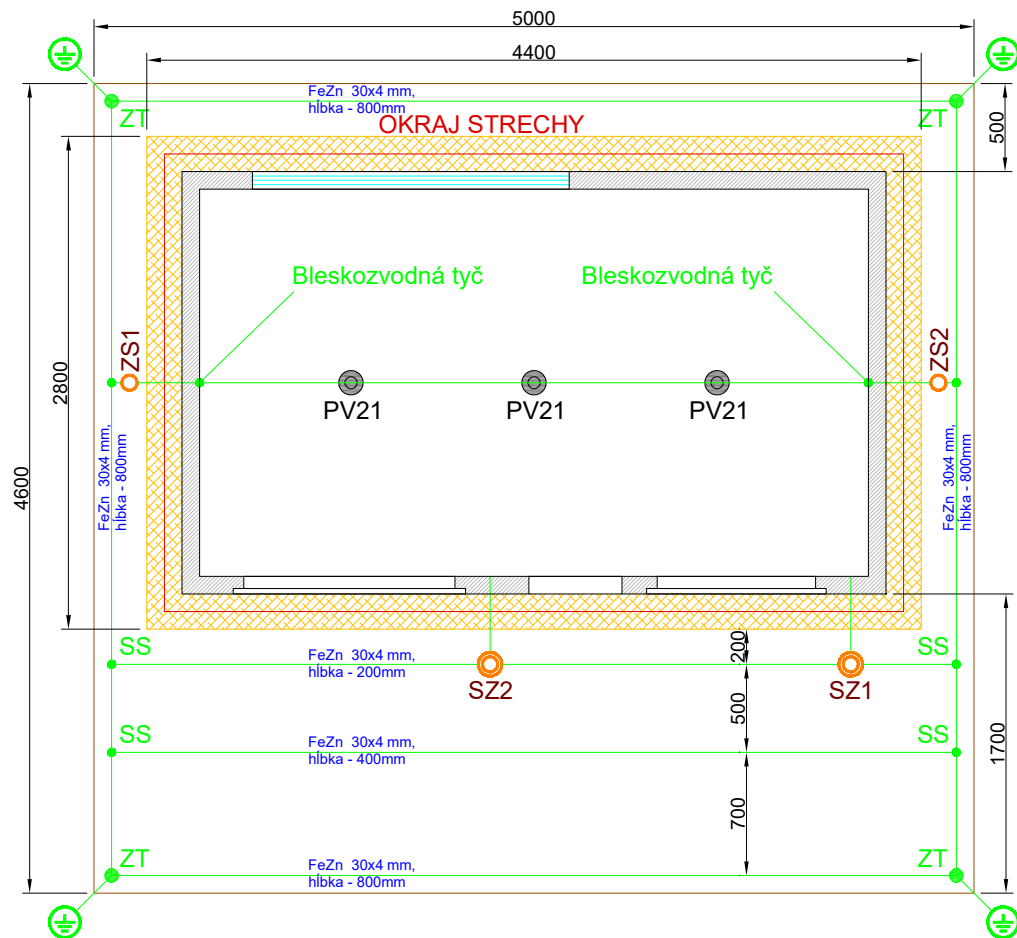 5000
4400
FeZn 30x4 mm,
hĺbka - 800mm
ZT
ZT
OKRAJ STRECHY
500
Bleskozvodná tyč
Bleskozvodná tyč
ZS1
ZS2
2800
PV21
PV21
PV21
4600
FeZn 30x4 mm,
hĺbka - 800mm
FeZn 30x4 mm,
hĺbka - 800mm
SS
FeZn 30x4 mm,
hĺbka - 200mm
200
SS
SZ2
SZ1
500
1700
SS
FeZn 30x4 mm,
hĺbka - 400mm
SS
700
ZT
FeZn 30x4 mm,
hĺbka - 800mm
ZT